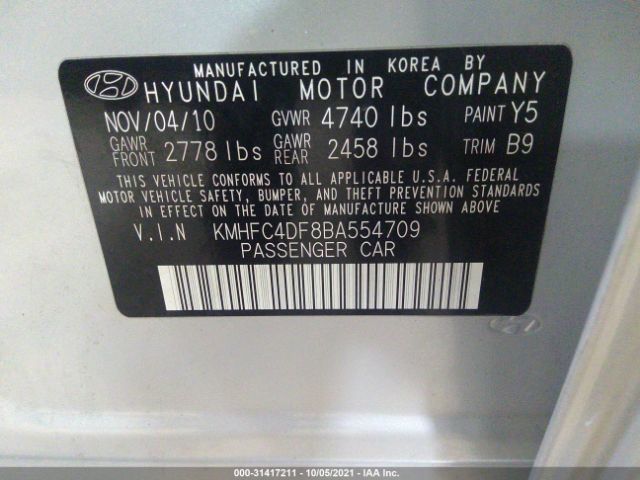 MANUFACTURED IN KOREA BY
HYUNDAI MOTOR COMPANY
NOV/04/10 GVWR 4740 lbs PAINT Y5
GAWR FRONT 2778 lbs GAWR REAR 2458 lbs TRIM B9
THIS VEHICLE CONFORMS TO ALL APPLICABLE U.S.A. FEDERAL
MOTOR VEHICLE SAFETY, BUMPER, AND THEFT PREVENTION STANDARDS
IN EFFECT ON THE DATE OF MANUFACTURE SHOWN ABOVE
V.I.N KMHFC4DF8BA554709
PASSENGER CAR
000-31417211 - 10/05/2021 - IAA Inc.